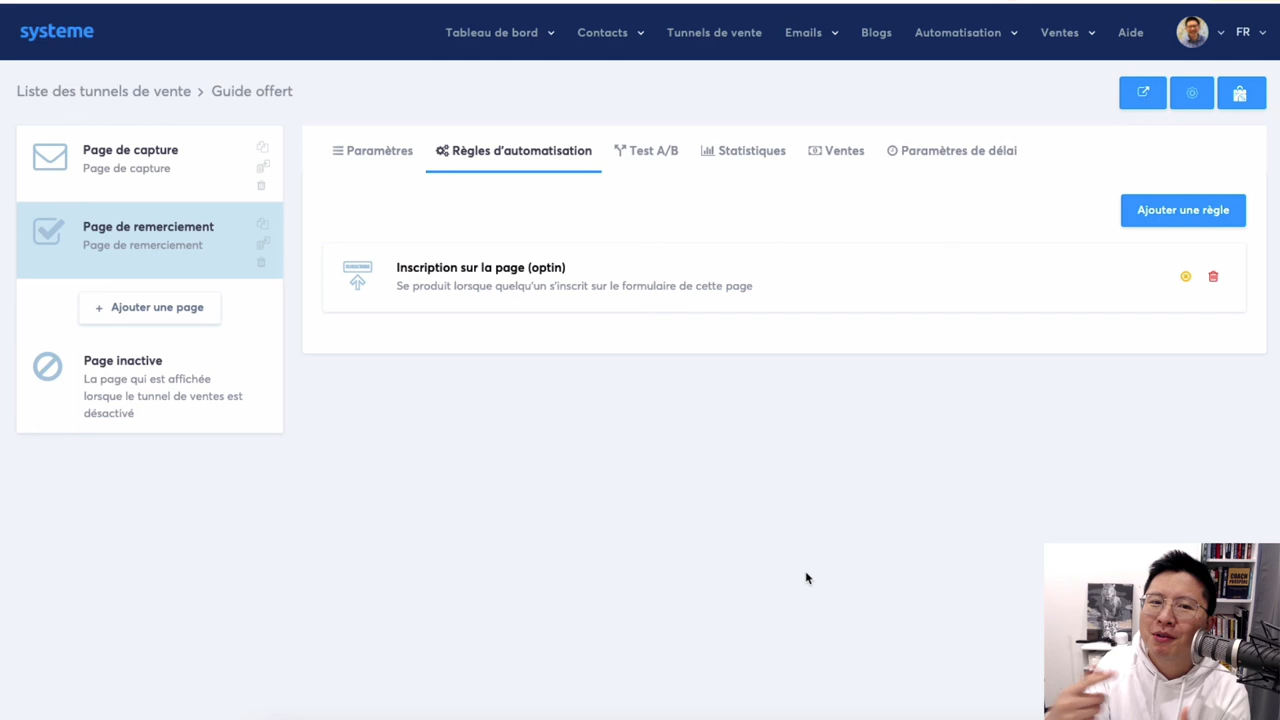 systeme
Tableau de bord
Contacts
Tunnels de vente
Emails
Blogs
Automatisation
Ventes
Aide
FR
Liste des tunnels de vente > Guide offert
Page de capture
Page de capture
Page de remerciement
Page de remerciement
+ Ajouter une page
Page inactive
La page qui est affichée
lorsque le tunnel de ventes est
désactivé
Paramètres
Règles d'automatisation
Test A/B
Statistiques
Ventes
Paramètres de délai
Ajouter une règle
Inscription sur la page (optin)
Se produit lorsque quelqu'un s'inscrit sur le formulaire de cette page
COACH